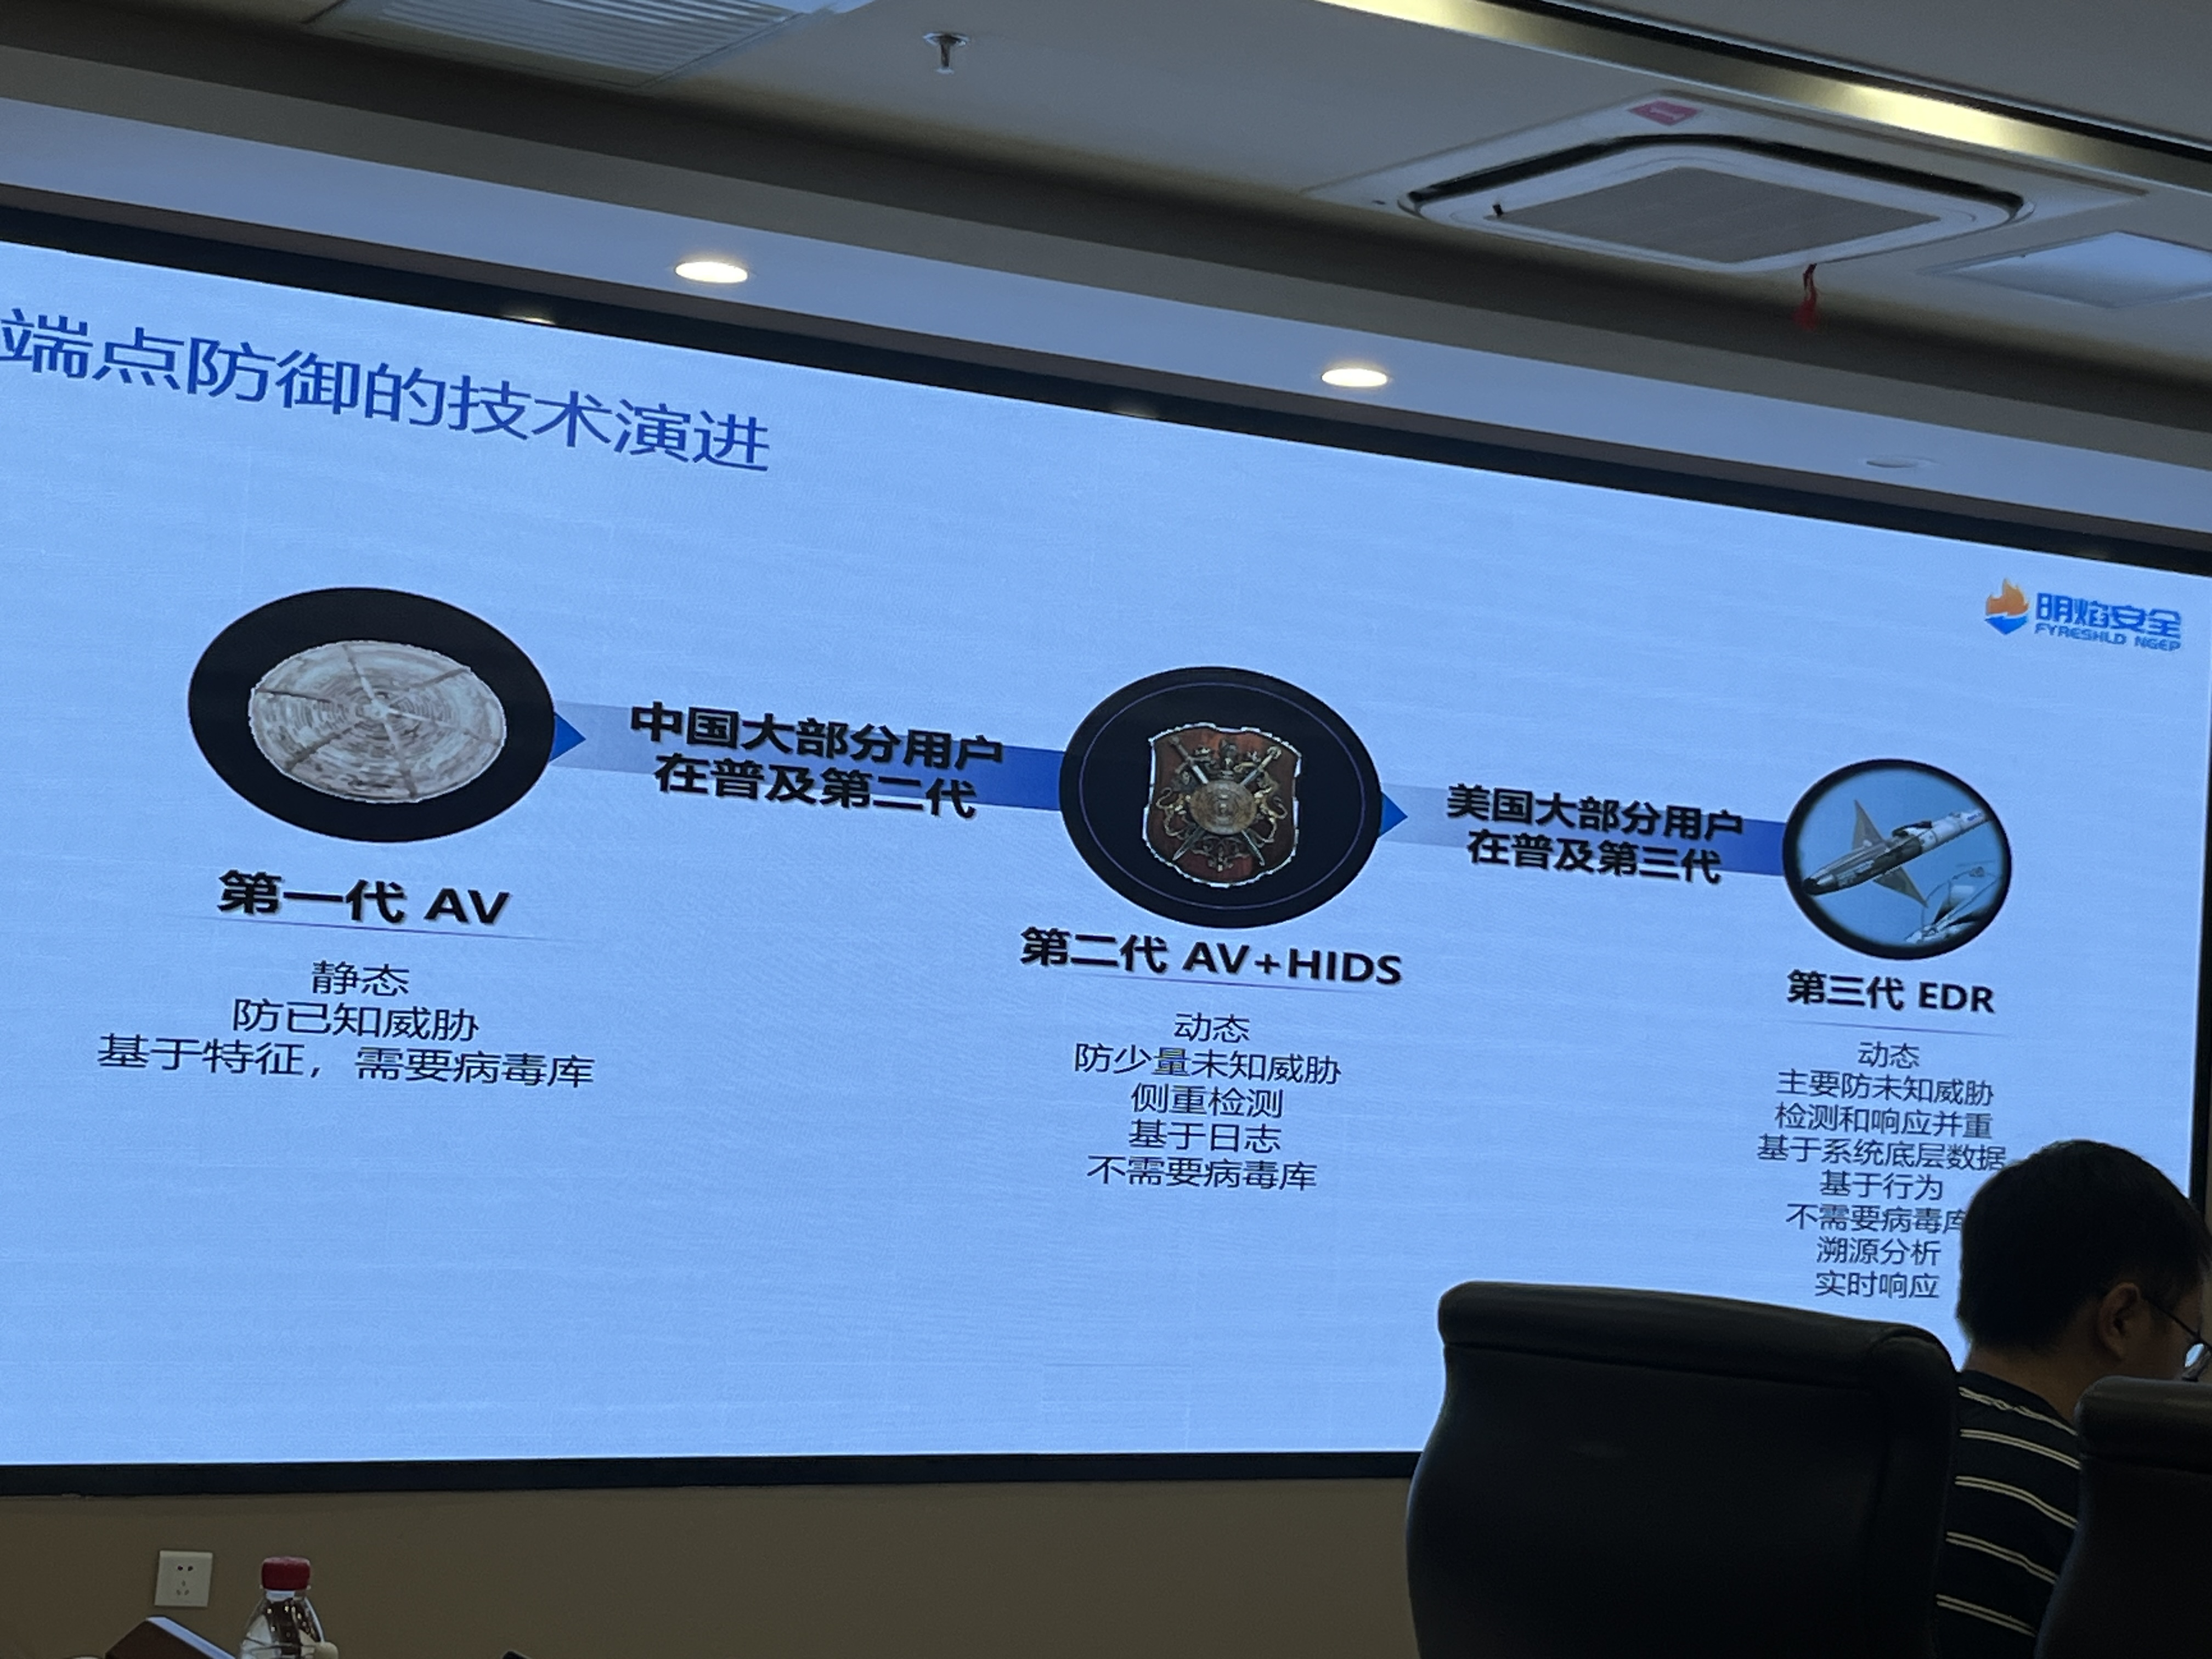 端点防御的技术演进
明焰安全
FYRESHLD NGEP
中国大部分用户
在普及第二代
美国大部分用户
在普及第三代
第一代 AV
静态
防已知威胁
基于特征，需要病毒库
第二代 AV+HIDS
动态
防少量未知威胁
侧重检测
基于日志
不需要病毒库
第三代 EDR
动态
主要防未知威胁
检测和响应并重
基于系统底层数据
基于行为
不需要病毒库
溯源分析
实时响应